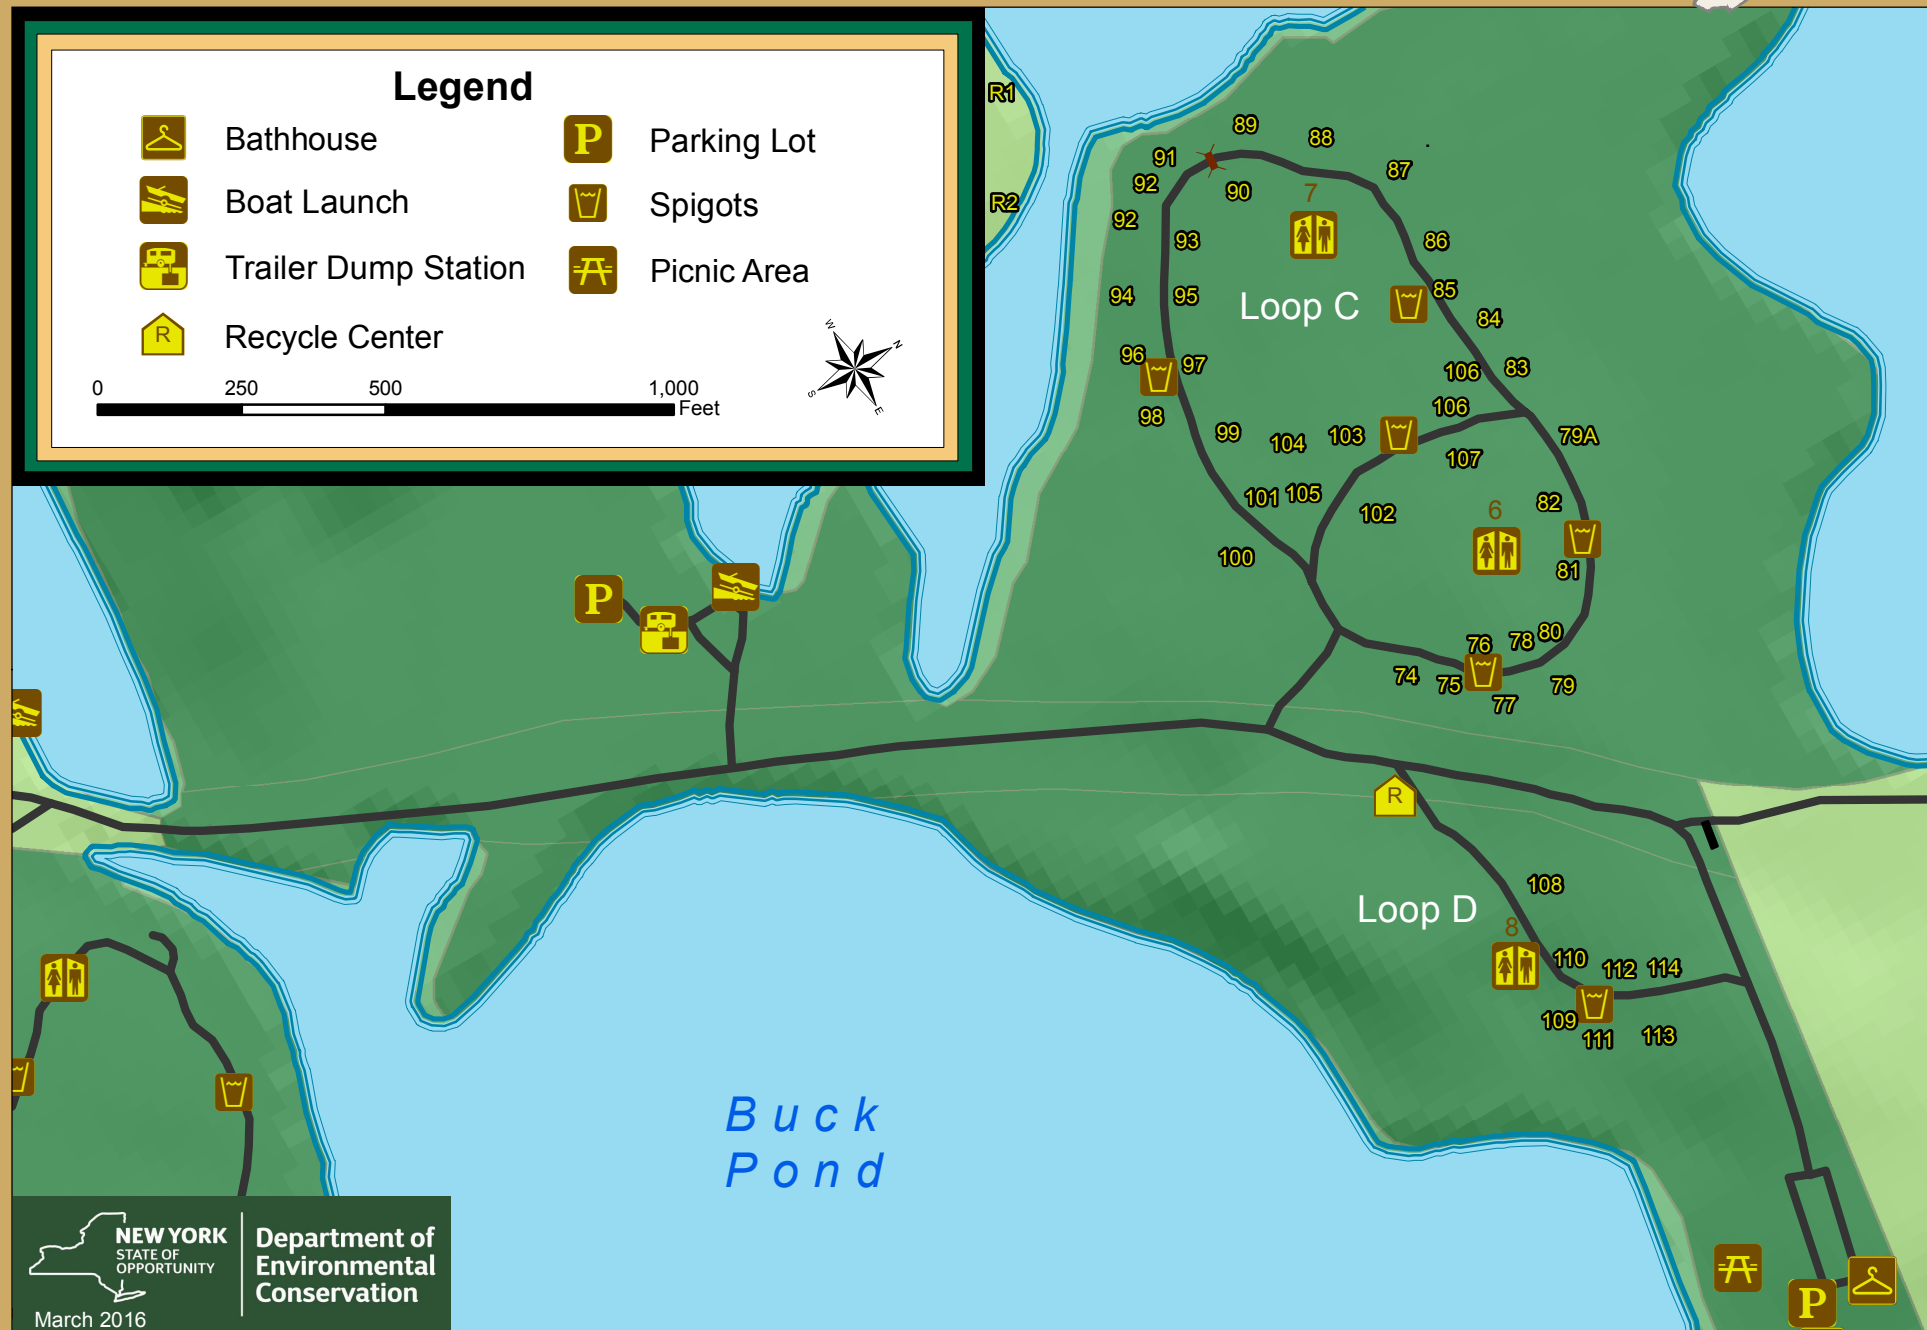 Legend
Bathhouse
Parking Lot
Boat Launch
Spigots
Trailer Dump Station
Picnic Area
R
Recycle Center
0 250 500 1,000
Feet
W
N
S
E
R1
R2
89
88
91
87
92
90
7
92
93
86
Loop C
94
95
85
84
96
97
106
83
98
106
99
104
103
79A
107
101
105
102
82
6
100
81
76
78
80
74
75
79
77
R
108
Loop D
8
110
112
114
109
111
113
P
P
P
Buck
Pond
NEW YORK
STATE OF
OPPORTUNITY
Department of
Environmental
Conservation
March 2016